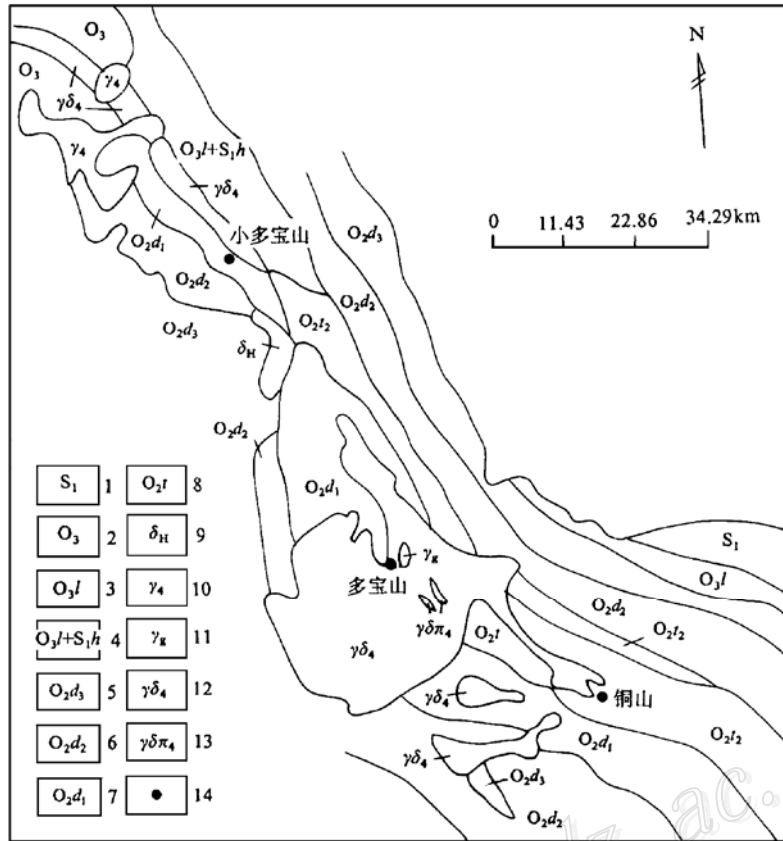 O₃
N
O₃
γ₄
γδ₄
γ₄
O₃l+S₁h
γδ₄
0 11.43 22.86 34.29 km
O₂d₃
O₂d₁
小多宝山
O₂d₂
O₂d₂
O₂t₂
O₂d₃
δH
O₂d₂
O₂d₁
S₁
γg
O₃l
多宝山
O₂d₂
γδπ₄
O₂t₂
γδ₄
O₂t
γδ₄
铜山
O₂d₁
O₂t₂
γδ₄
O₂d₃
O₂d₂
S₁ 1 O₂t 8
O₃ 2 δH 9
O₃l 3 γ₄ 10
O₃l+S₁h 4 γg 11
O₂d₃ 5 γδ₄ 12
O₂d₂ 6 γδπ₄ 13
O₂d₁ 7 14